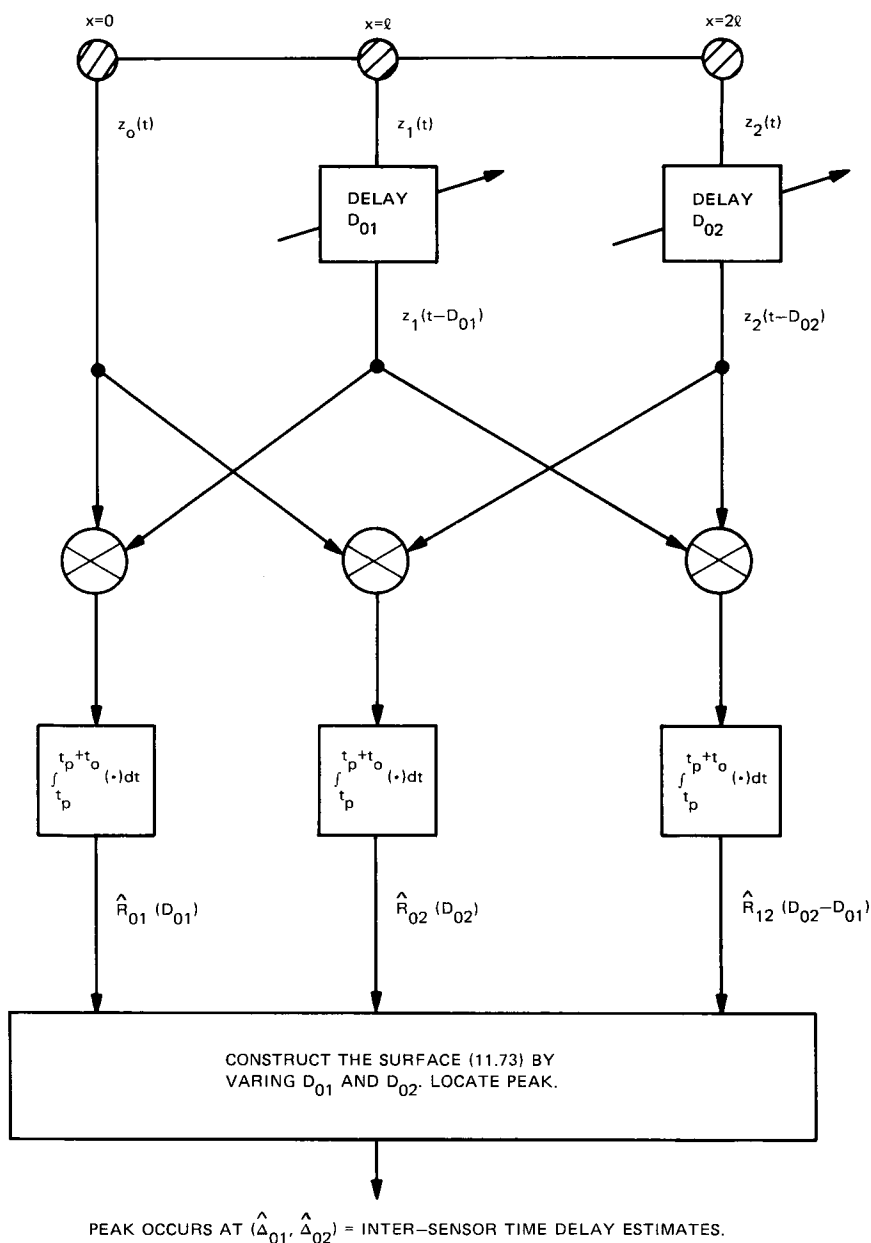 x=0
x=ℓ
x=2ℓ
z_o(t)
z_1(t)
z_2(t)
DELAY
D_01
DELAY
D_02
z_1(t−D_01)
z_2(t−D_02)
∫_{t_p}^{t_p+t_o} (•)dt
∫_{t_p}^{t_p+t_o} (•)dt
∫_{t_p}^{t_p+t_o} (•)dt
R̂_01 (D_01)
R̂_02 (D_02)
R̂_12 (D_02−D_01)
CONSTRUCT THE SURFACE (11.73) BY
VARING D_01 AND D_02. LOCATE PEAK.
PEAK OCCURS AT (Δ̂_01, Δ̂_02) = INTER−SENSOR TIME DELAY ESTIMATES.